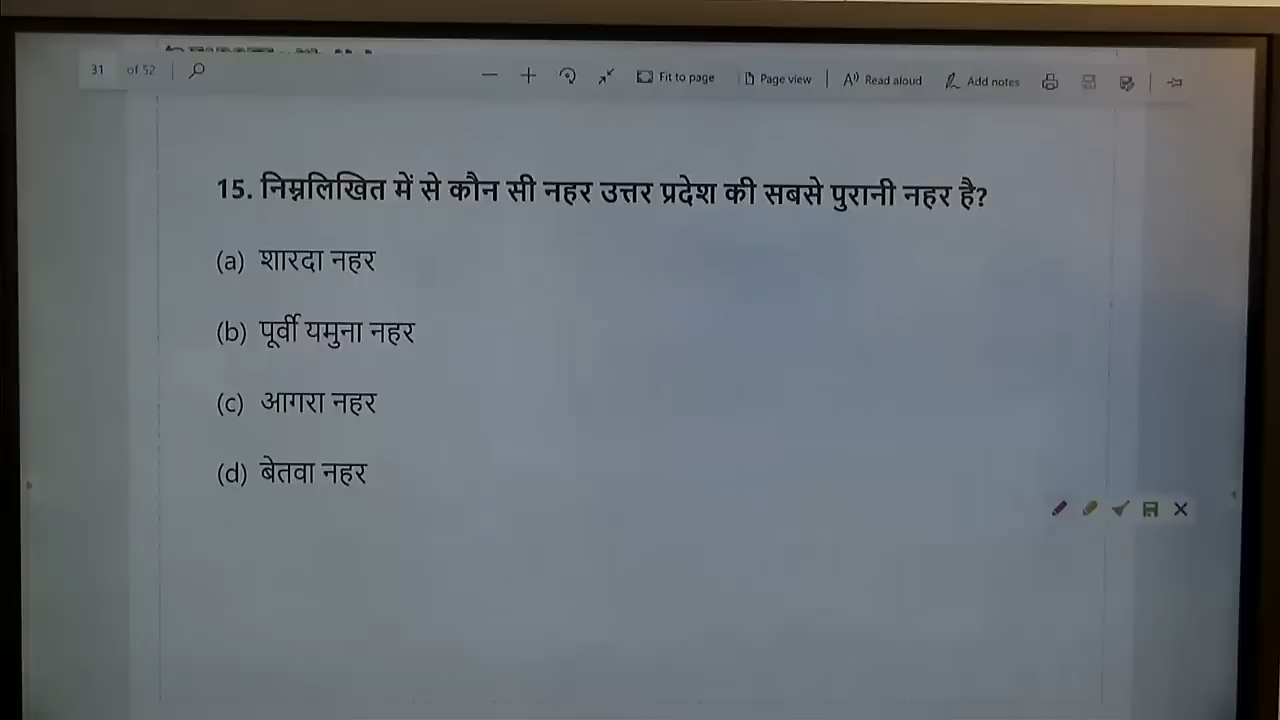 31 of 52 Fit to page Page view Read aloud Add notes
15. निम्नलिखित में से कौन सी नहर उत्तर प्रदेश की सबसे पुरानी नहर है?
(a) शारदा नहर
(b) पूर्वी यमुना नहर
(c) आगरा नहर
(d) बेतवा नहर